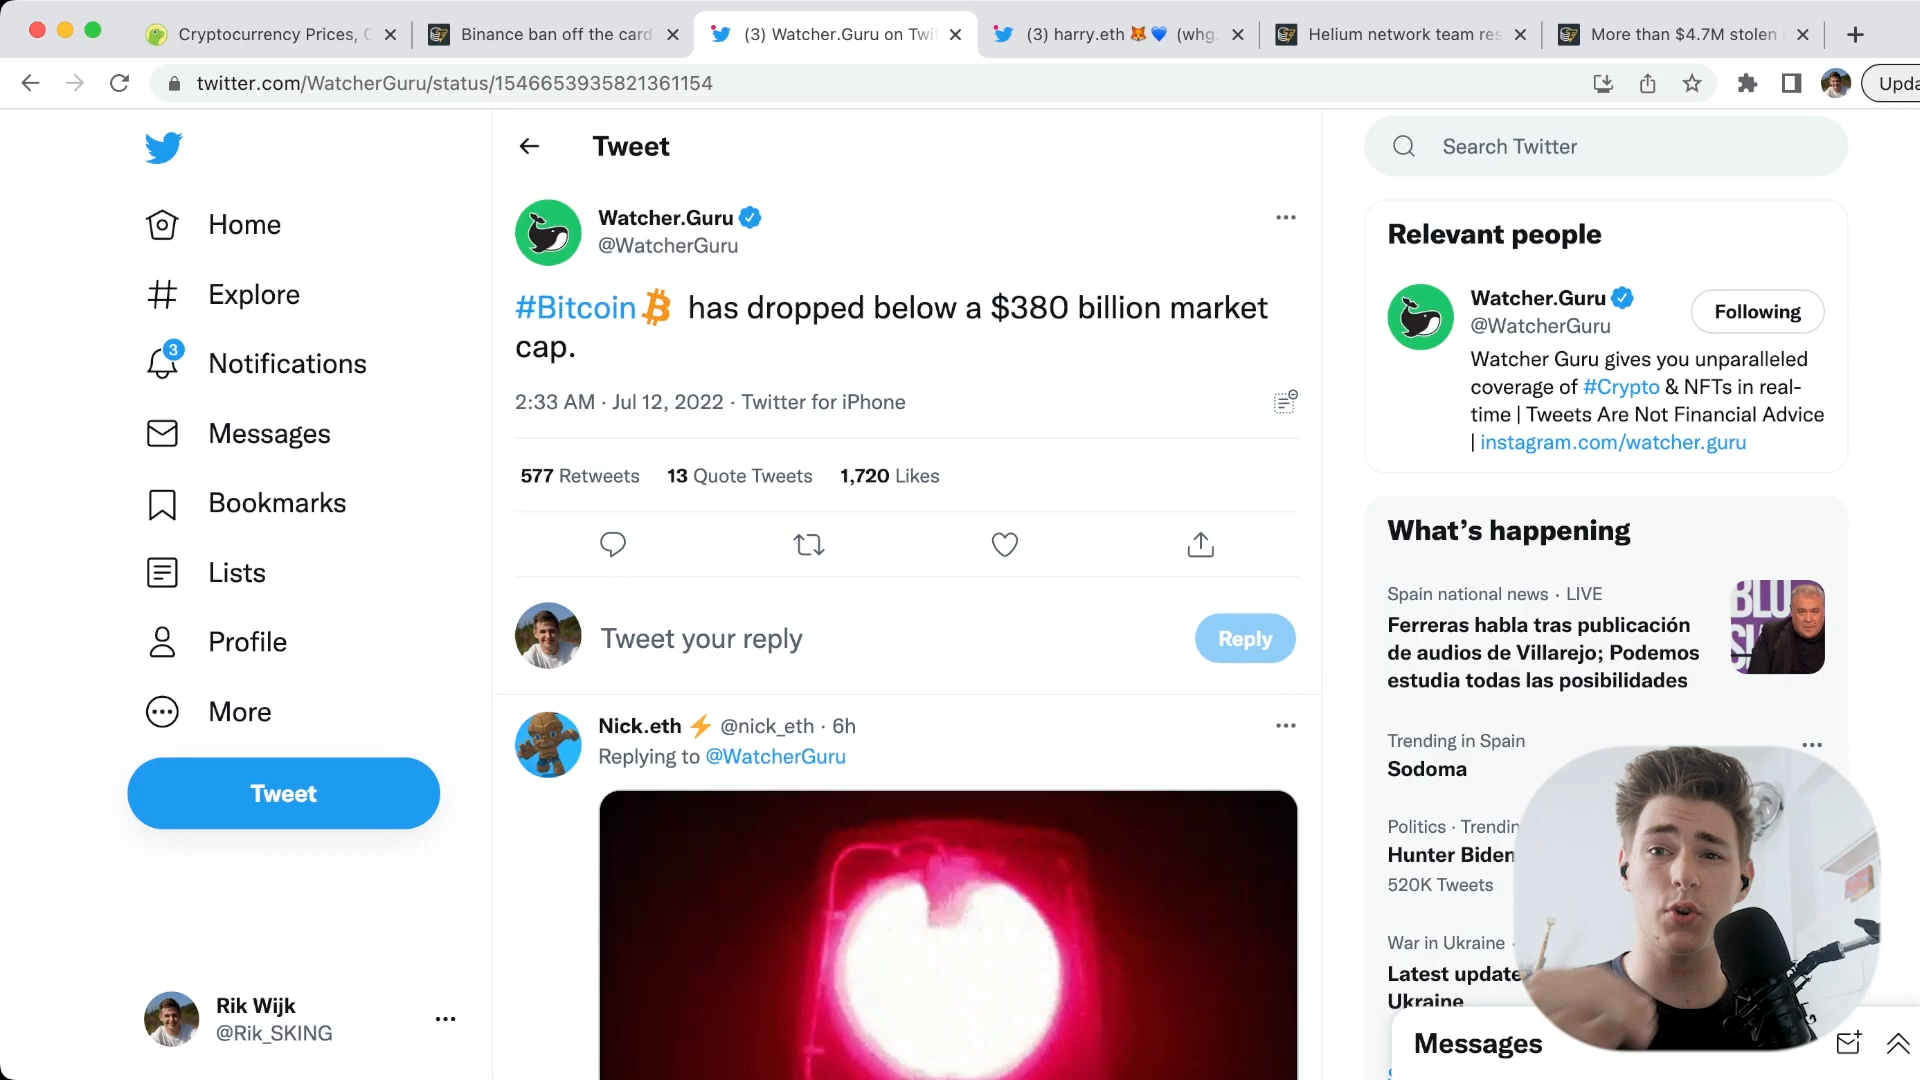 Cryptocurrency Prices, C
Binance ban off the card
(3) Watcher.Guru on Twi
(3) harry.eth 🦊💙 (whg.
Helium network team res
More than $4.7M stolen
twitter.com/WatcherGuru/status/1546653935821361154
Upda
Home
Explore
3
Notifications
Messages
Bookmarks
Lists
Profile
More
Tweet
Rik Wijk
@Rik_SKING
Tweet
Watcher.Guru
@WatcherGuru
#Bitcoin has dropped below a $380 billion market
cap.
2:33 AM · Jul 12, 2022 · Twitter for iPhone
577 Retweets 13 Quote Tweets 1,720 Likes
Tweet your reply
Reply
Nick.eth ⚡ @nick_eth · 6h
Replying to @WatcherGuru
Search Twitter
Relevant people
Watcher.Guru
@WatcherGuru
Following
Watcher Guru gives you unparalleled
coverage of #Crypto & NFTs in real-
time | Tweets Are Not Financial Advice
| instagram.com/watcher.guru
What's happening
Spain national news · LIVE
Ferreras habla tras publicación
de audios de Villarejo; Podemos
estudia todas las posibilidades
Trending in Spain
Sodoma
Politics · Trendin
Hunter Biden
520K Tweets
War in Ukraine ·
Latest update
Ukraine
Messages